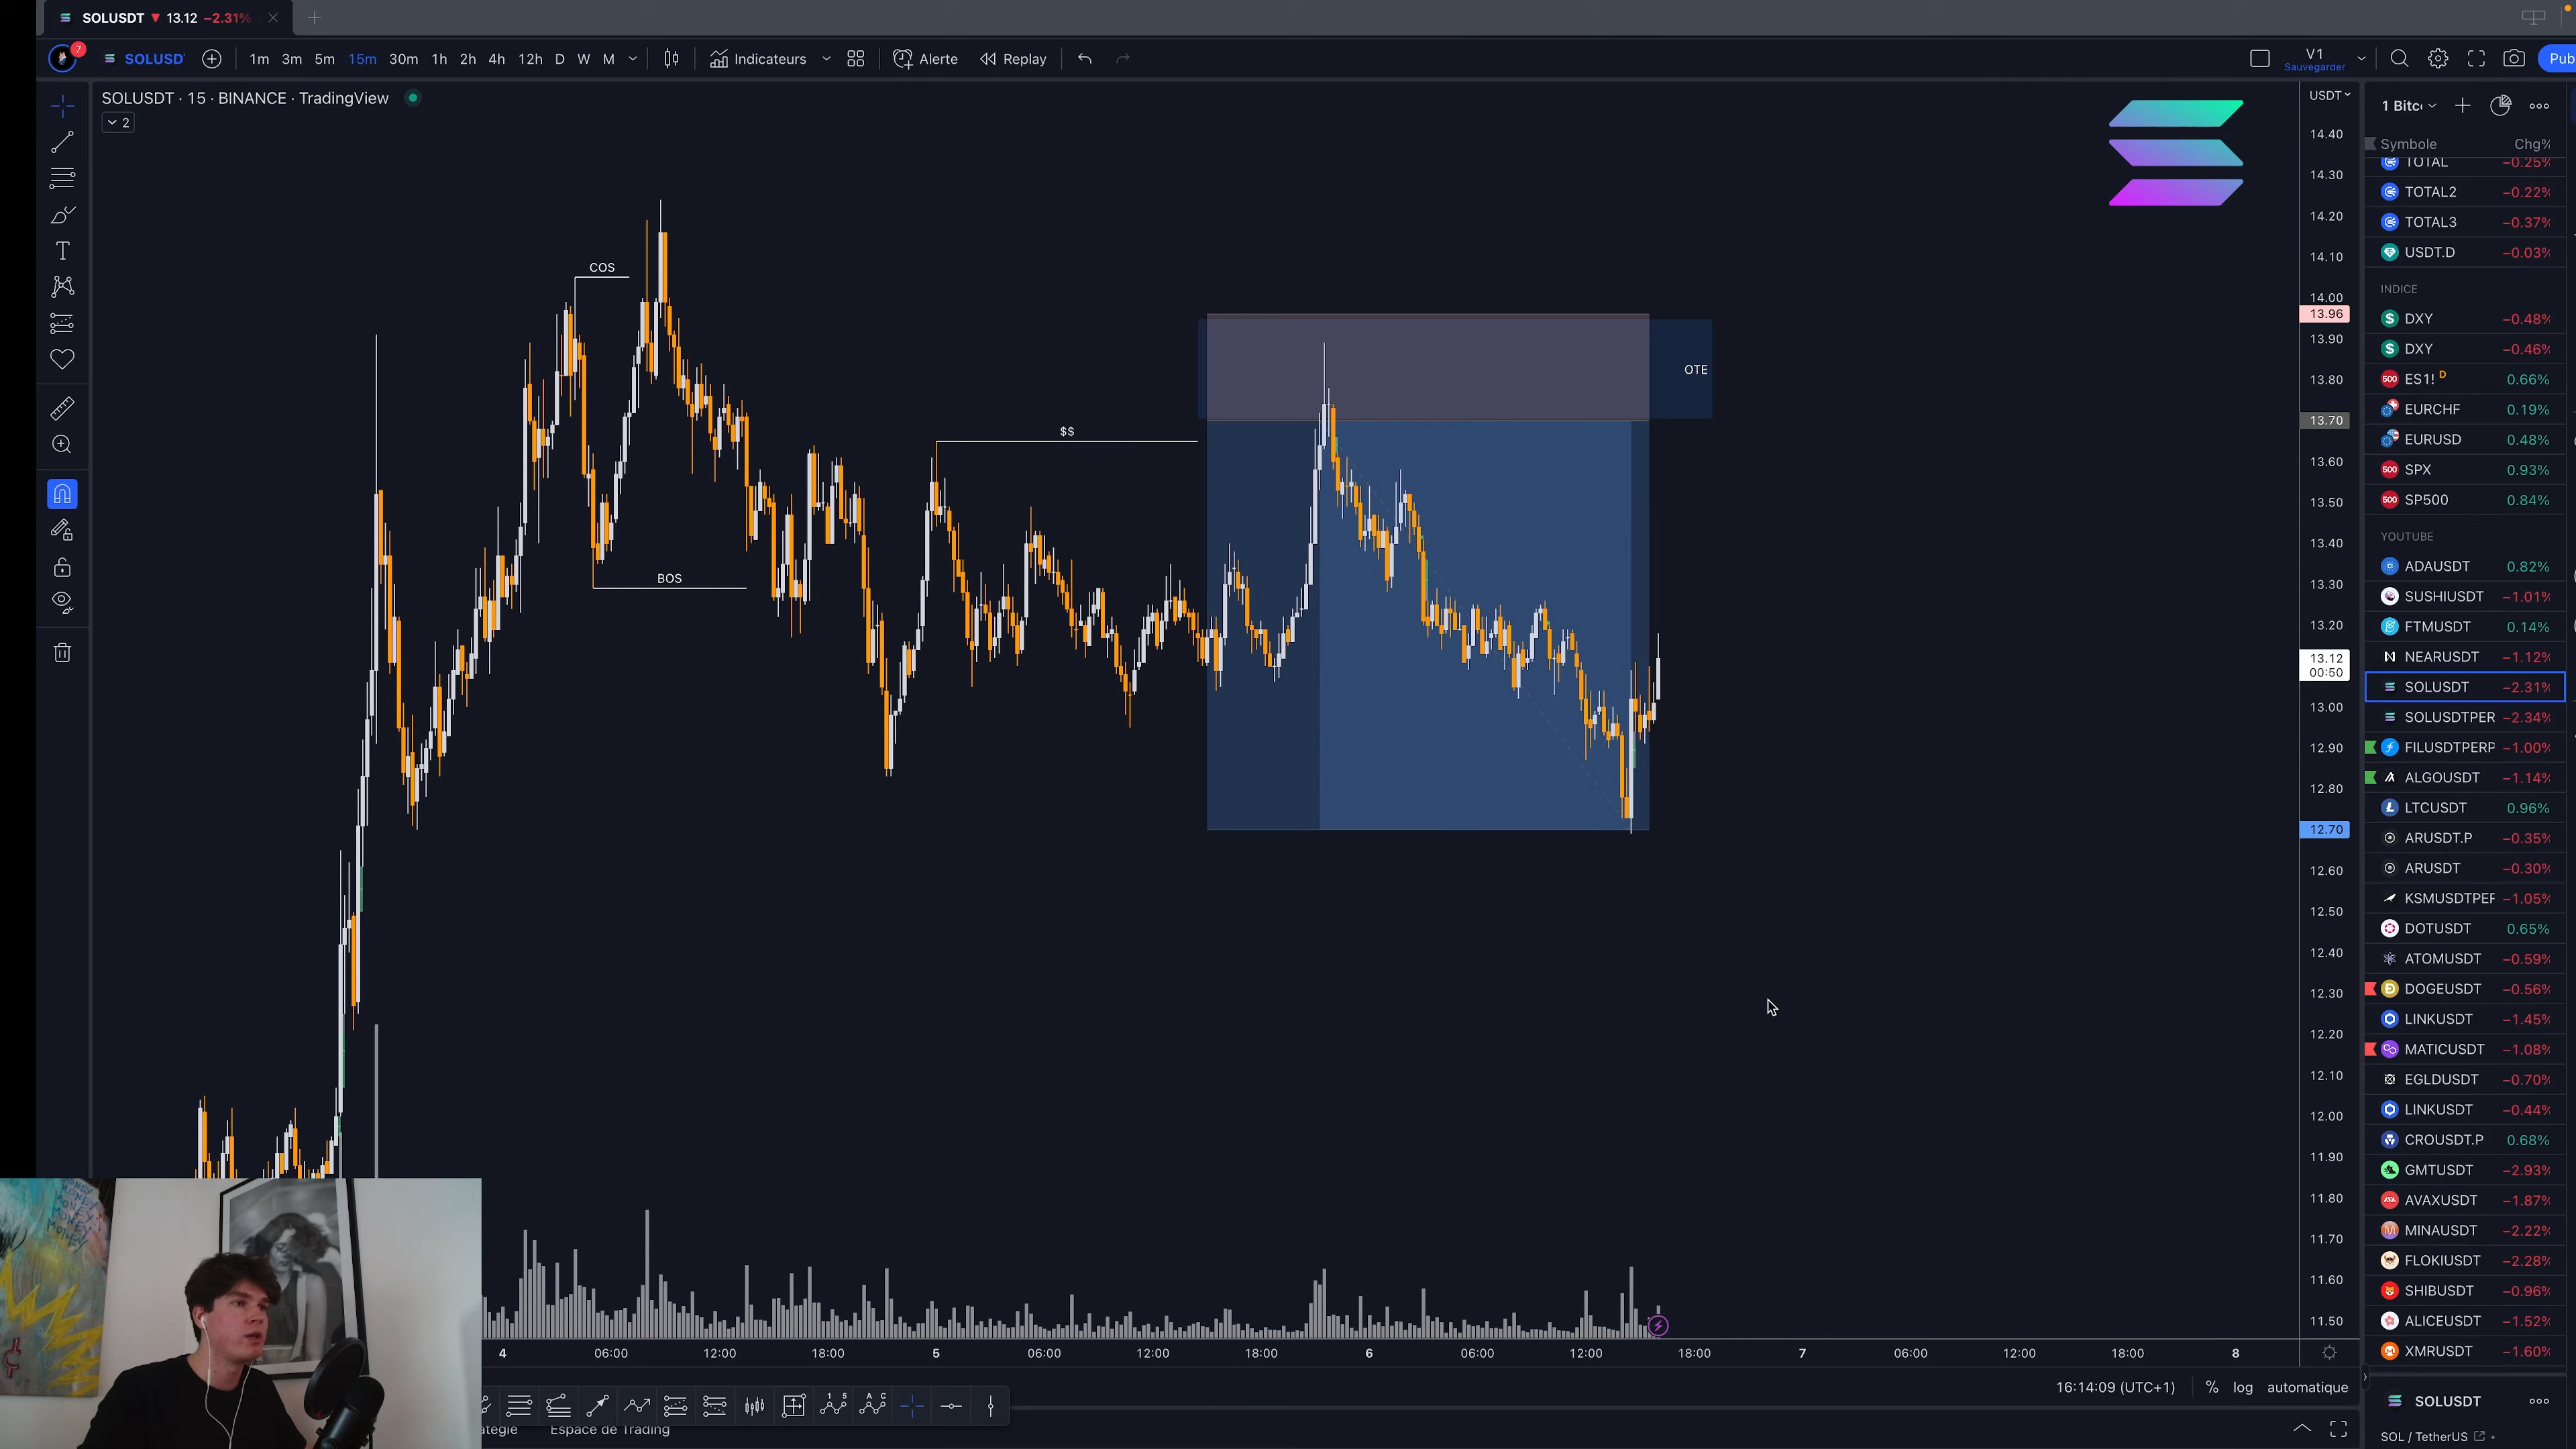 SOLUSDT ▼ 13.12 −2.31%
7
SOLUSD
1m 3m 5m 15m 30m 1h 2h 4h 12h D W M
Indicateurs
Alerte
Replay
V1
Sauvegarder
Pub
SOLUSDT · 15 · BINANCE · TradingView
2
COS
BOS
$$
OTE
USDT
14.40
14.30
14.20
14.10
14.00
13.96
13.90
13.80
13.70
13.60
13.50
13.40
13.30
13.20
13.12
00:50
13.00
12.90
12.80
12.70
12.60
12.50
12.40
12.30
12.20
12.10
12.00
11.90
11.80
11.70
11.60
11.50
4 06:00 12:00 18:00 5 06:00 12:00 18:00 6 06:00 12:00 18:00 7 06:00 12:00 18:00 8
16:14:09 (UTC+1) % log automatique
Espace de Trading
1 Bitc
Symbole Chg%
TOTAL −0.25%
TOTAL2 −0.22%
TOTAL3 −0.37%
USDT.D −0.03%
INDICE
DXY −0.48%
DXY −0.46%
ES1! D 0.66%
EURCHF 0.19%
EURUSD 0.48%
SPX 0.93%
SP500 0.84%
YOUTUBE
ADAUSDT 0.82%
SUSHIUSDT −1.01%
FTMUSDT 0.14%
NEARUSDT −1.12%
SOLUSDT −2.31%
SOLUSDTPER −2.34%
FILUSDTPERP −1.00%
ALGOUSDT −1.14%
LTCUSDT 0.96%
ARUSDT.P −0.35%
ARUSDT −0.30%
KSMUSDTPER −1.05%
DOTUSDT 0.65%
ATOMUSDT −0.59%
DOGEUSDT −0.56%
LINKUSDT −1.45%
MATICUSDT −1.08%
EGLDUSDT −0.70%
LINKUSDT −0.44%
CROUSDT.P 0.68%
GMTUSDT −2.93%
AVAXUSDT −1.87%
MINAUSDT −2.22%
FLOKIUSDT −2.28%
SHIBUSDT −0.96%
ALICEUSDT −1.52%
XMRUSDT −1.60%
SOLUSDT
SOL / TetherUS